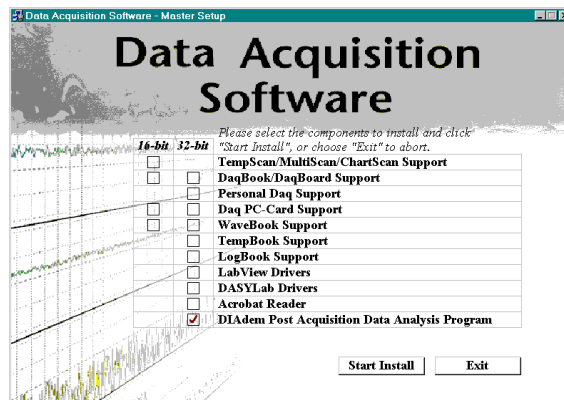 Data Acquisition Software - Master Setup
Data Acquisition
Software
Please select the components to install and click
16-bit 32-bit "Start Install", or choose "Exit" to abort.
TempScan/MultiScan/ChartScan Support
DaqBook/DaqBoard Support
Personal Daq Support
Daq PC-Card Support
WaveBook Support
TempBook Support
LogBook Support
LabView Drivers
DASYLab Drivers
Acrobat Reader
DIAdem Post Acquisition Data Analysis Program
Start Install Exit